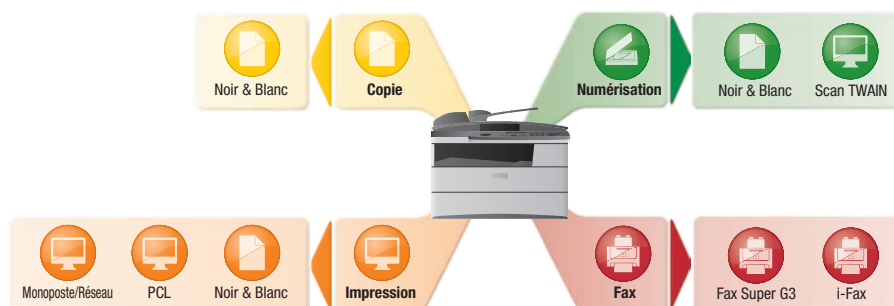 Noir & Blanc
Copie
Numérisation
Noir & Blanc
Scan TWAIN
Monoposte/Réseau
PCL
Noir & Blanc
Impression
Fax
Fax Super G3
i-Fax